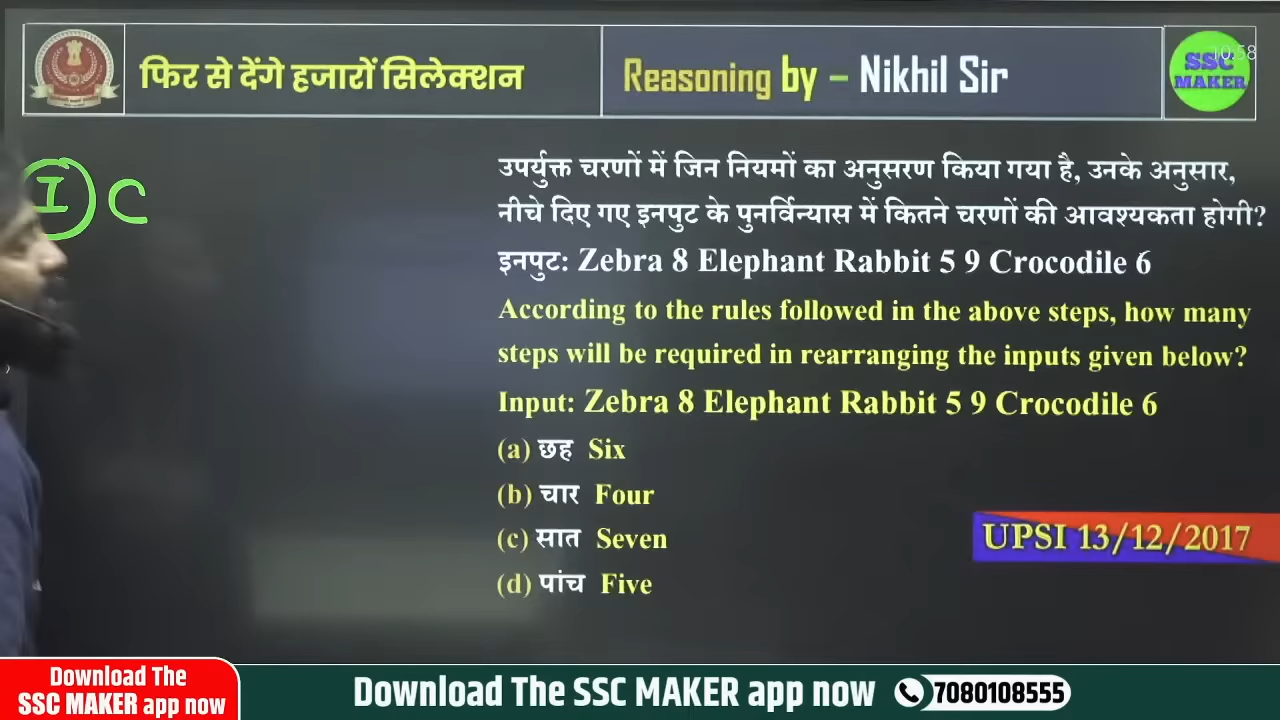 फिर से देंगे हजारों सिलेक्शन
Reasoning by – Nikhil Sir
SSC
MAKER
10:58
I C
उपर्युक्त चरणों में जिन नियमों का अनुसरण किया गया है, उनके अनुसार,
नीचे दिए गए इनपुट के पुनर्विन्यास में कितने चरणों की आवश्यकता होगी?
इनपुट: Zebra 8 Elephant Rabbit 5 9 Crocodile 6
According to the rules followed in the above steps, how many
steps will be required in rearranging the inputs given below?
Input: Zebra 8 Elephant Rabbit 5 9 Crocodile 6
(a) छह Six
(b) चार Four
(c) सात Seven
(d) पांच Five
UPSI 13/12/2017
Download The
SSC MAKER app now
Download The SSC MAKER app now 7080108555